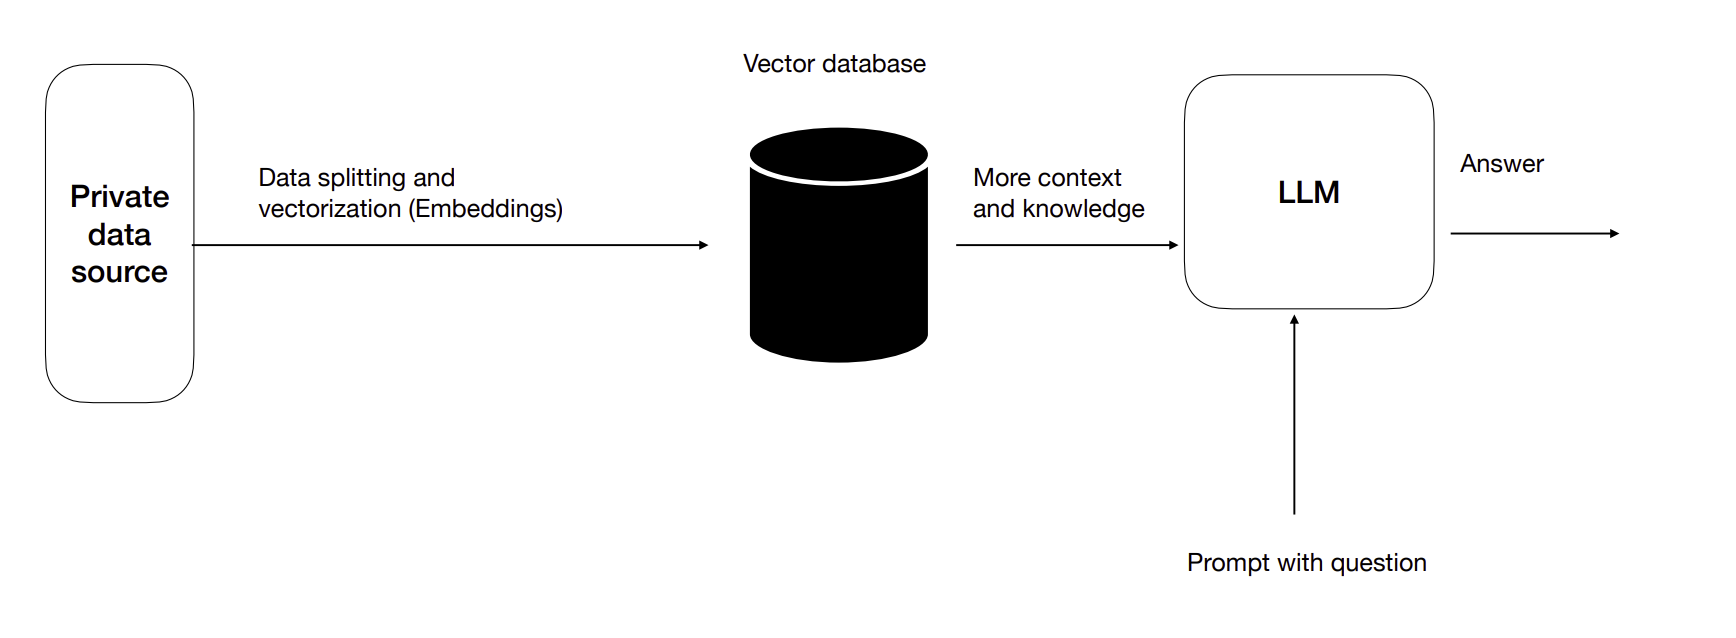 Vector database
Private
data
source
Data splitting and
vectorization (Embeddings)
More context
and knowledge
LLM
Answer
Prompt with question